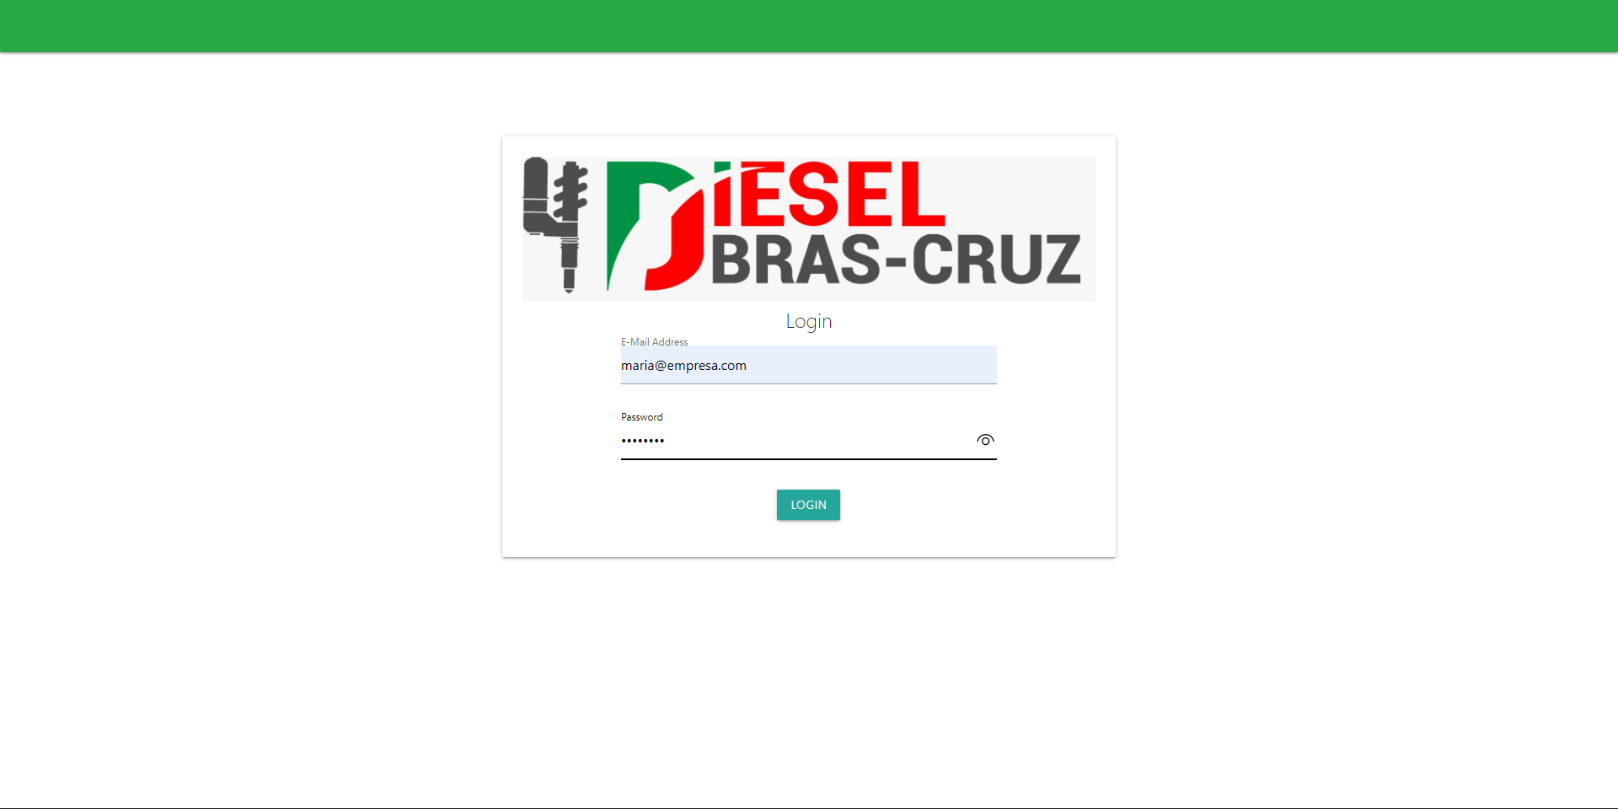 DIESEL
BRAS-CRUZ
Login
E-Mail Address
maria@empresa.com
Password
••••••••
LOGIN